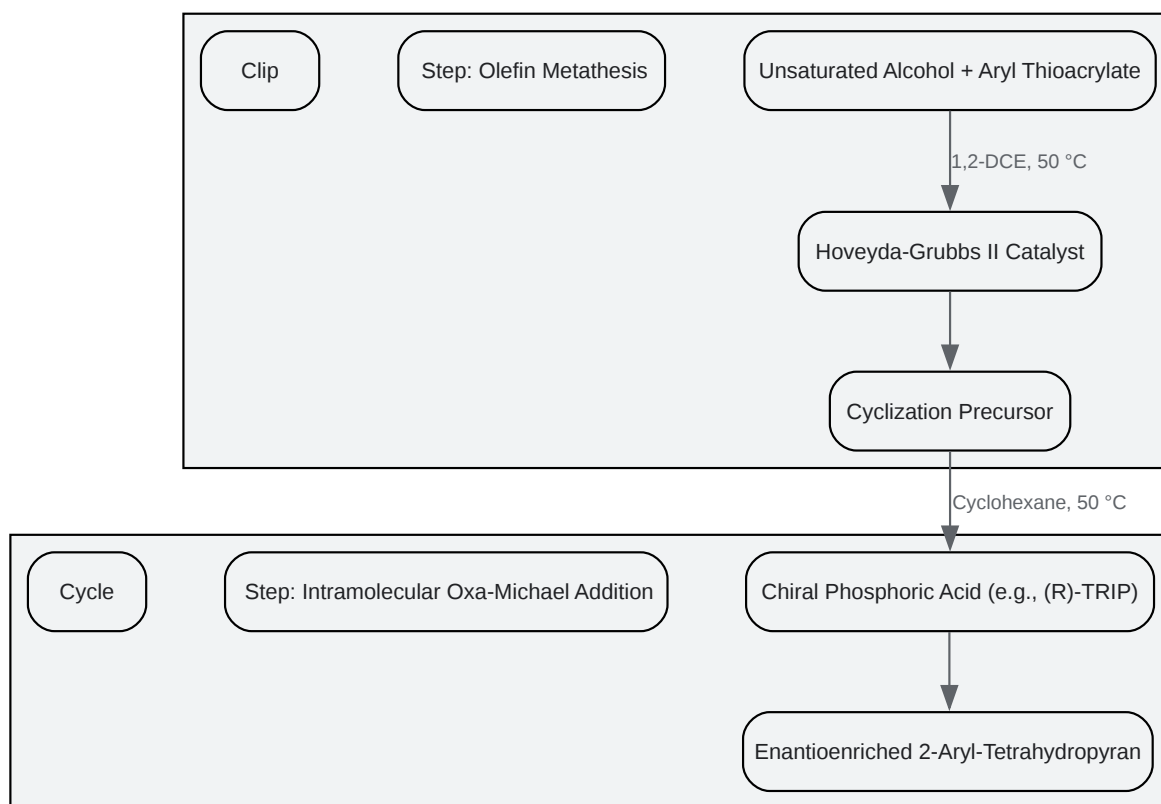 Clip
Step: Olefin Metathesis
Unsaturated Alcohol + Aryl Thioacrylate
1,2-DCE, 50 °C
Hoveyda-Grubbs II Catalyst
Cyclization Precursor
Cyclohexane, 50 °C
Cycle
Step: Intramolecular Oxa-Michael Addition
Chiral Phosphoric Acid (e.g., (R)-TRIP)
Enantioenriched 2-Aryl-Tetrahydropyran